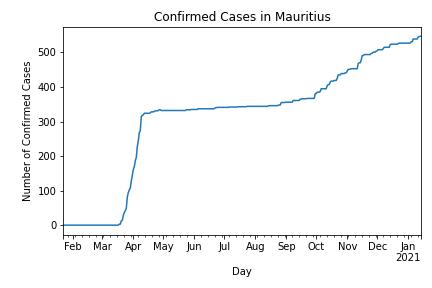 Confirmed Cases in Mauritius
Number of Confirmed Cases
500
400
300
200
100
0
Feb Mar Apr May Jun Jul Aug Sep Oct Nov Dec Jan
2021
Day